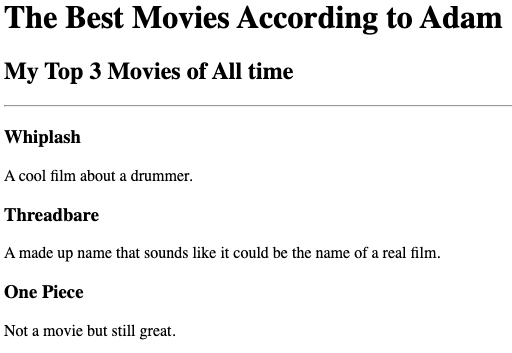 The Best Movies According to Adam
My Top 3 Movies of All time
Whiplash
A cool film about a drummer.
Threadbare
A made up name that sounds like it could be the name of a real film.
One Piece
Not a movie but still great.